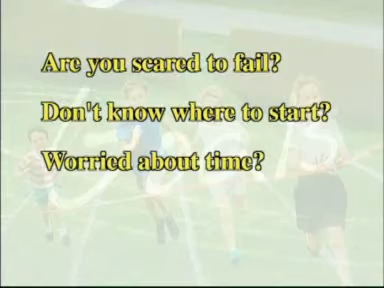 Are you scared to fail?
Don't know where to start?
Worried about time?